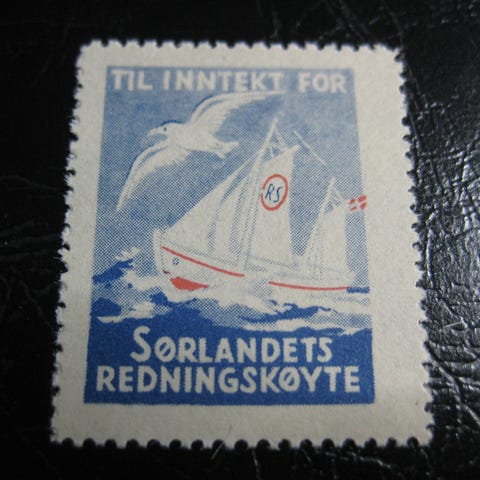 TIL INNTEKT FOR
RS
SØRLANDETS
REDNINGSKØYTE